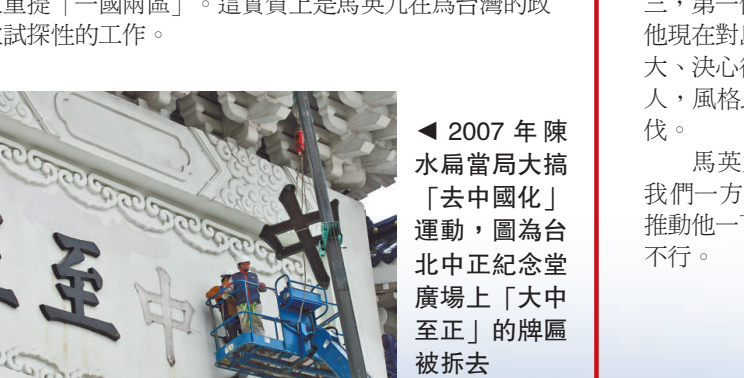 重提「一國兩區」。這實質上是馬英九在為台灣的政
試探性的工作。
至 中 中
◀ 2007 年陳
水扁當局大搞
「去中國化」
運動,圖為台
北中正紀念堂
廣場上「大中
至正」的牌匾
被拆去
三,第一
他現在對
大、決心
人,風格
伐。
馬英
我們一方
推動他一
不行。